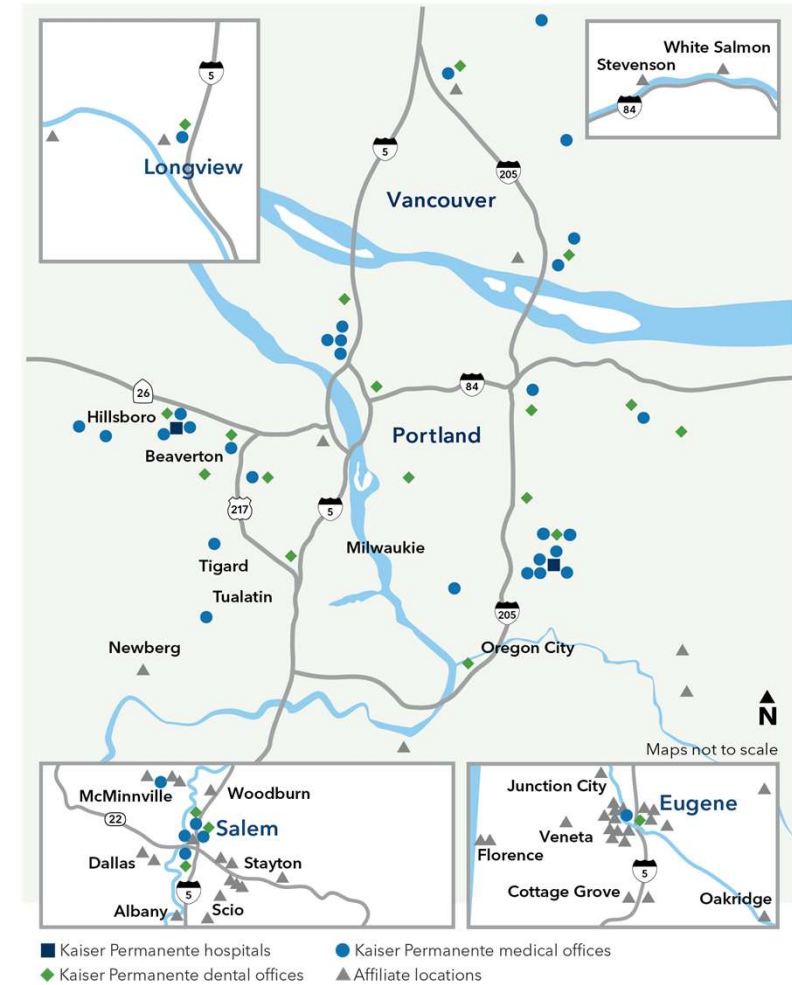 5
Longview
White Salmon
Stevenson
84
5
205
Vancouver
26
84
Hillsboro
Portland
Beaverton
217
5
Milwaukie
Tigard
Tualatin
205
Newberg
Oregon City
N
Maps not to scale
McMinnville
Woodburn
22
Salem
Dallas
Stayton
5
Albany
Scio
Junction City
Eugene
Veneta
Florence
5
Cottage Grove
Oakridge
Kaiser Permanente hospitals
Kaiser Permanente medical offices
Kaiser Permanente dental offices
Affiliate locations